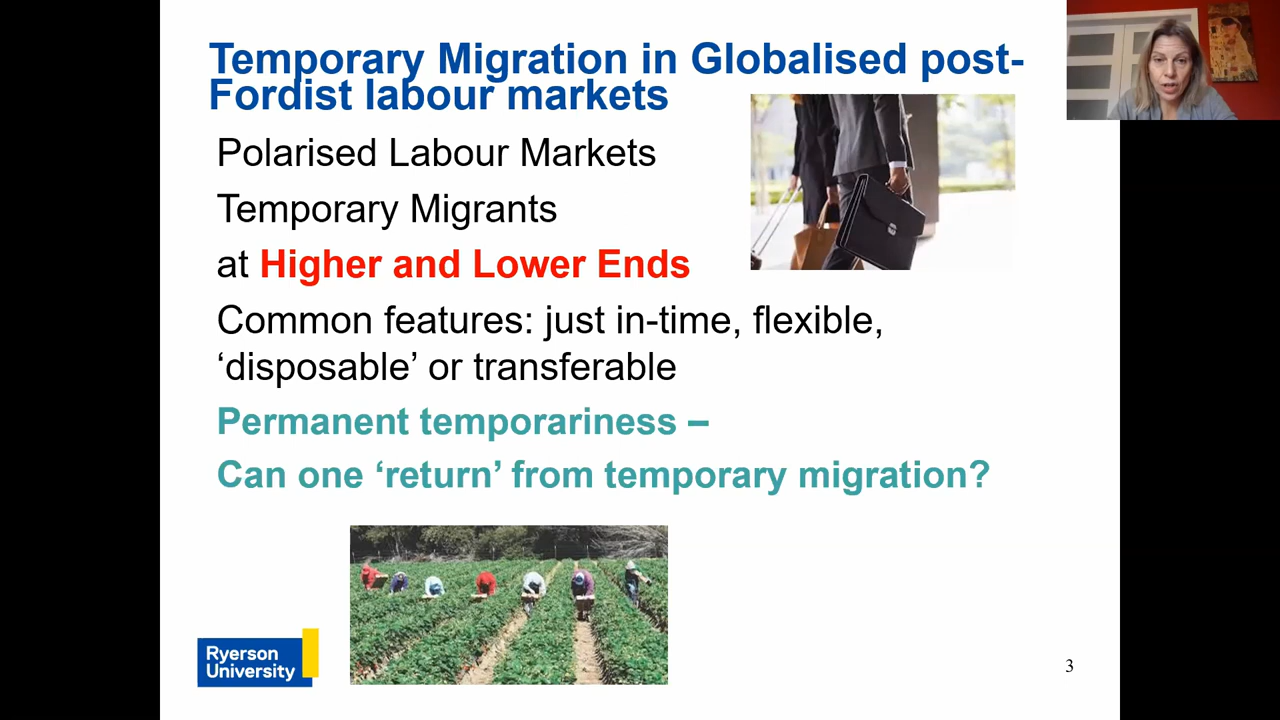 Temporary Migration in Globalised post-
Fordist labour markets
Polarised Labour Markets
Temporary Migrants
at Higher and Lower Ends
Common features: just in-time, flexible,
‘disposable’ or transferable
Permanent temporariness –
Can one ‘return’ from temporary migration?
Ryerson
University
3